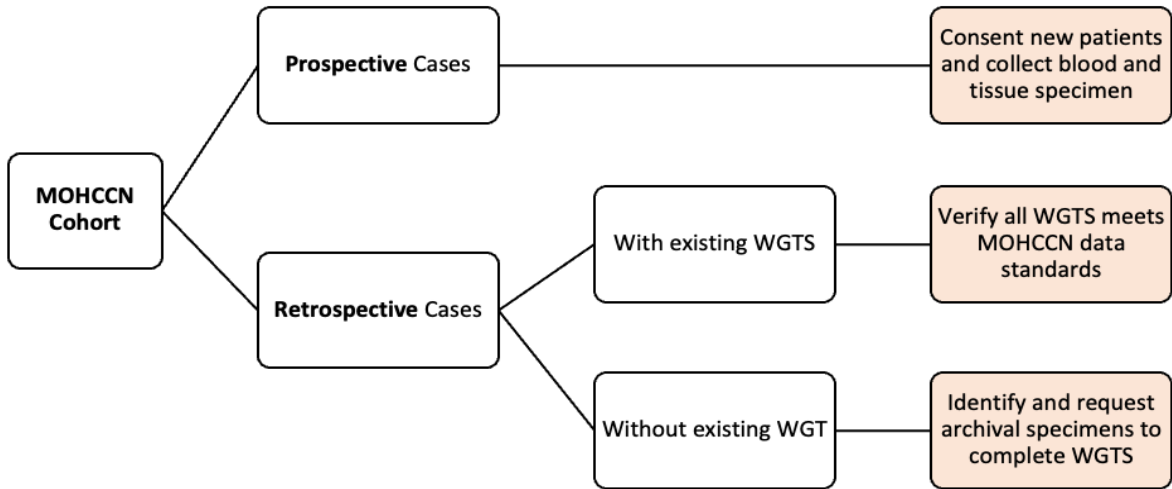 Prospective Cases
Consent new patients
and collect blood and
tissue specimen
MOHCCN
Cohort
Retrospective Cases
With existing WGTS
Verify all WGTS meets
MOHCCN data
standards
Without existing WGT
Identify and request
archival specimens to
complete WGTS